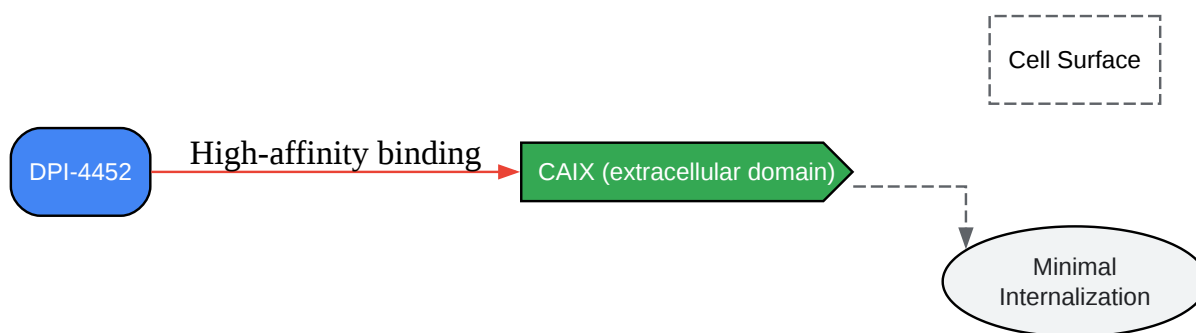 Cell Surface
DPI-4452
High-affinity binding
CAIX (extracellular domain)
Minimal
Internalization